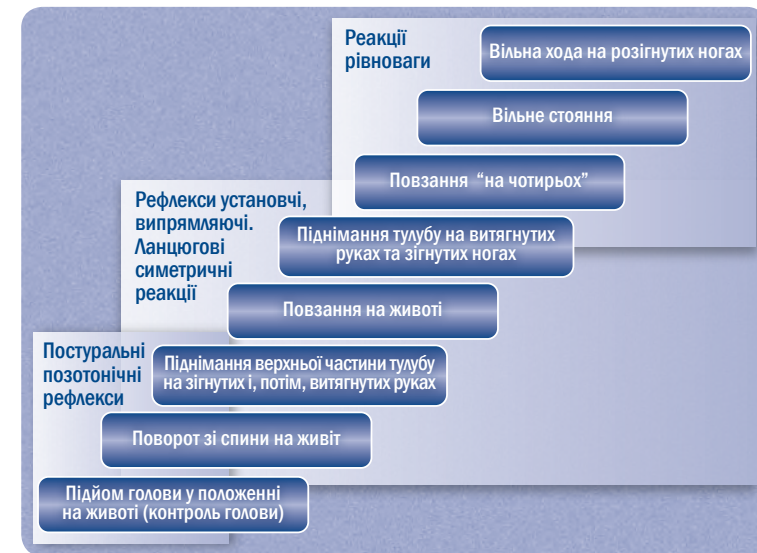 Реакції
рівноваги
Вільна хода на розігнутих ногах
Вільне стояння
Повзання “на чотирьох”
Рефлекси установчі,
випрямляючі.
Ланцюгові
симетричні
реакції
Піднімання тулубу на витягнутих
руках та зігнутих ногах
Повзання на животі
Постуральні
позотонічні
рефлекси
Піднімання верхньої частини тулубу
на зігнутих і, потім, витягнутих руках
Поворот зі спини на живіт
Підйом голови у положенні
на животі (контроль голови)